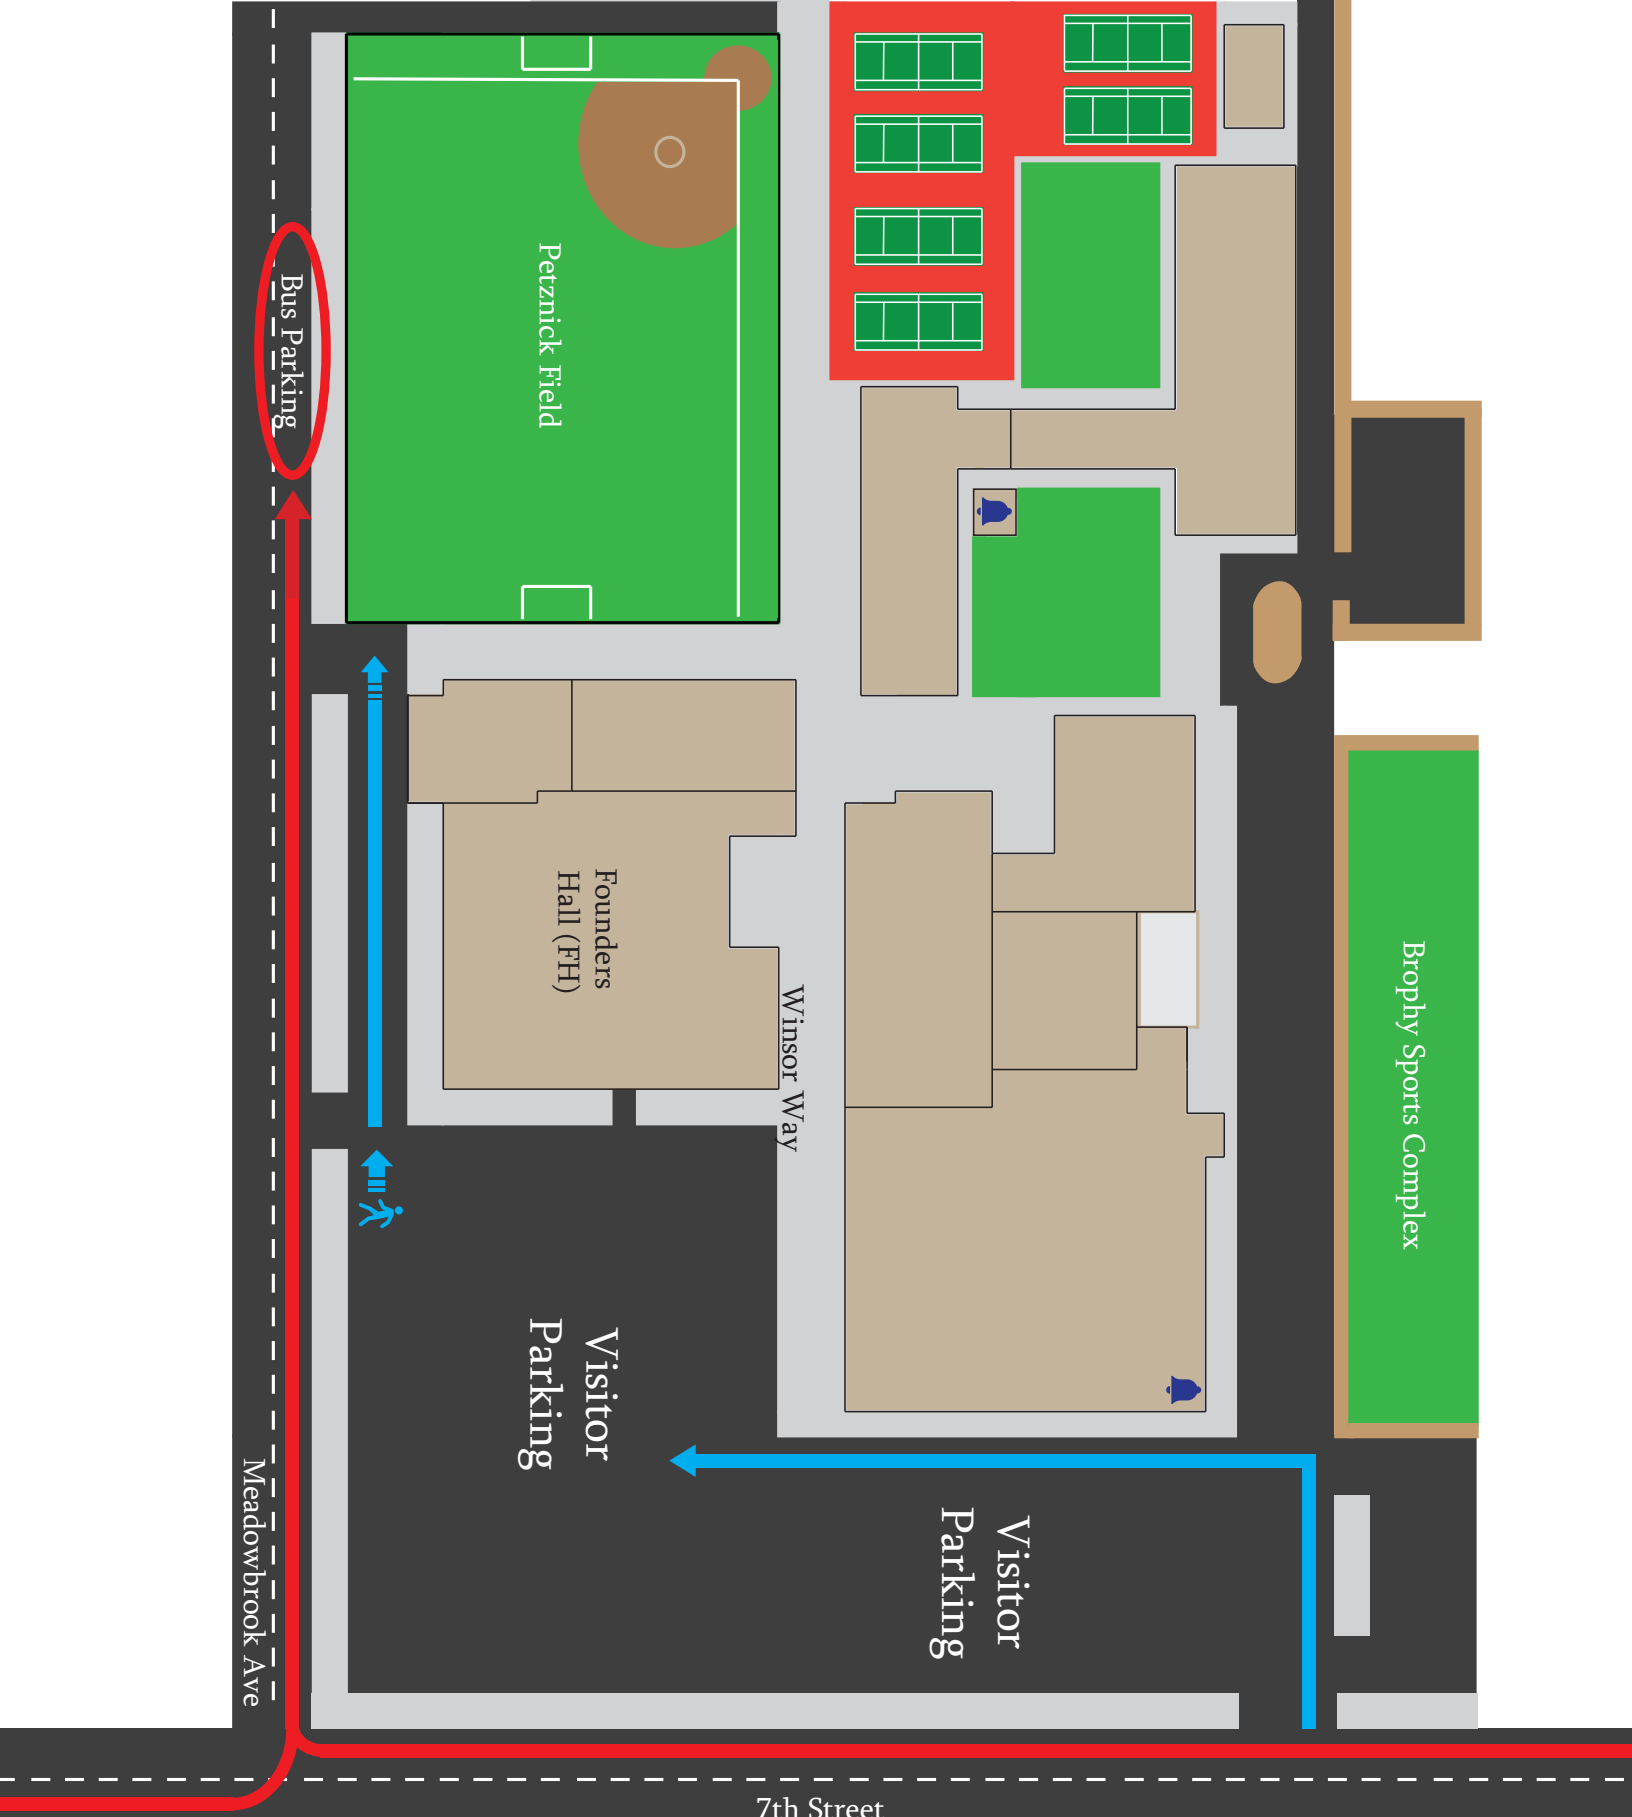 Bus Parking
Petznick Field
Founders
Hall (FH)
Winsor Way
Brophy Sports Complex
Visitor
Parking
Visitor
Parking
Meadowbrook Ave
7th Street